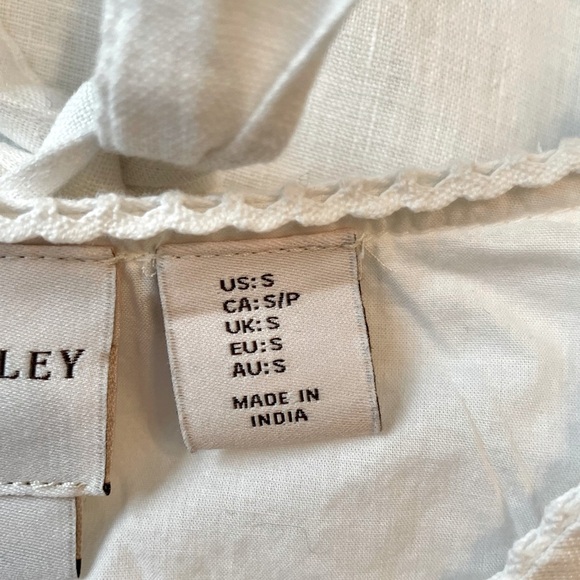 LEY
US: S
CA: S/P
UK: S
EU: S
AU: S
MADE IN
INDIA